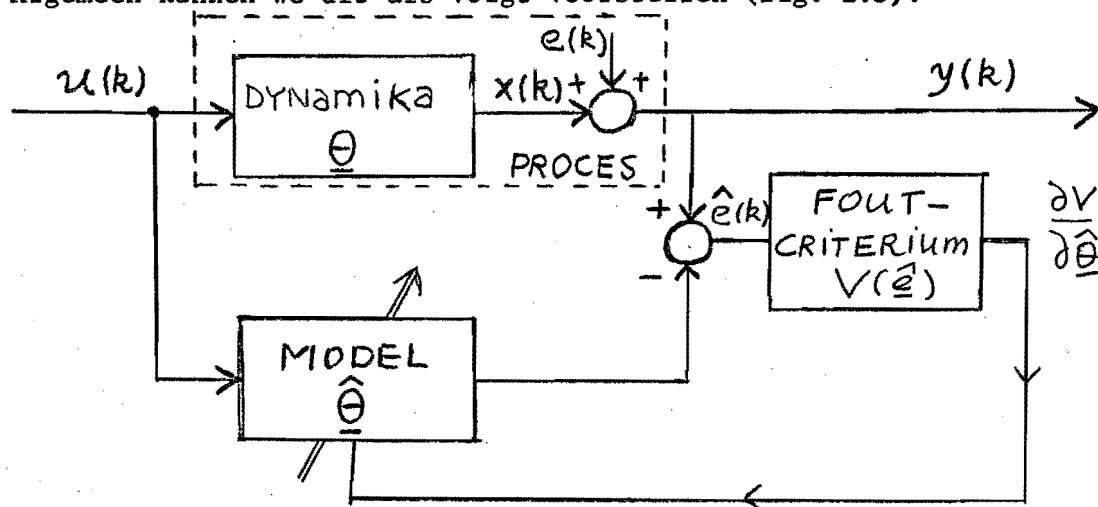 e(k)
u(k)
DYNAMIKA
Θ
x(k)
+
+
y(k)
PROCES
+
ê(k)
-
FOUT-
CRITERIUM
V(ê)
∂V
∂Θ̂
MODEL
Θ̂